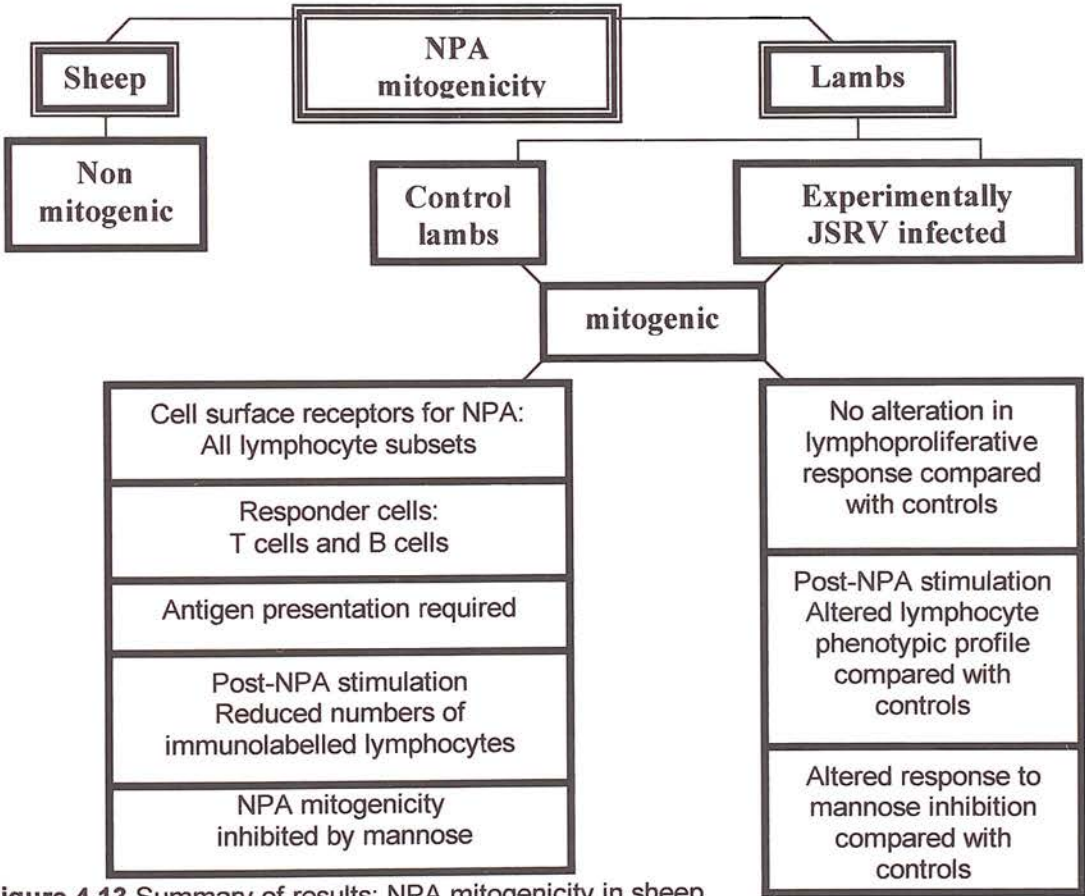 NPA
mitogenicity
Sheep
Lambs
Non
mitogenic
Control
lambs
Experimentally
JSRV infected
mitogenic
Cell surface receptors for NPA:
All lymphocyte subsets
Responder cells:
T cells and B cells
Antigen presentation required
Post-NPA stimulation
Reduced numbers of
immunolabelled lymphocytes
NPA mitogenicity
inhibited by mannose
No alteration in
lymphoproliferative
response compared
with controls
Post-NPA stimulation
Altered lymphocyte
phenotypic profile
compared with
controls
Altered response to
mannose inhibition
compared with
controls
igure 4.13 Summary of results: NPA mitogenicity in sheep